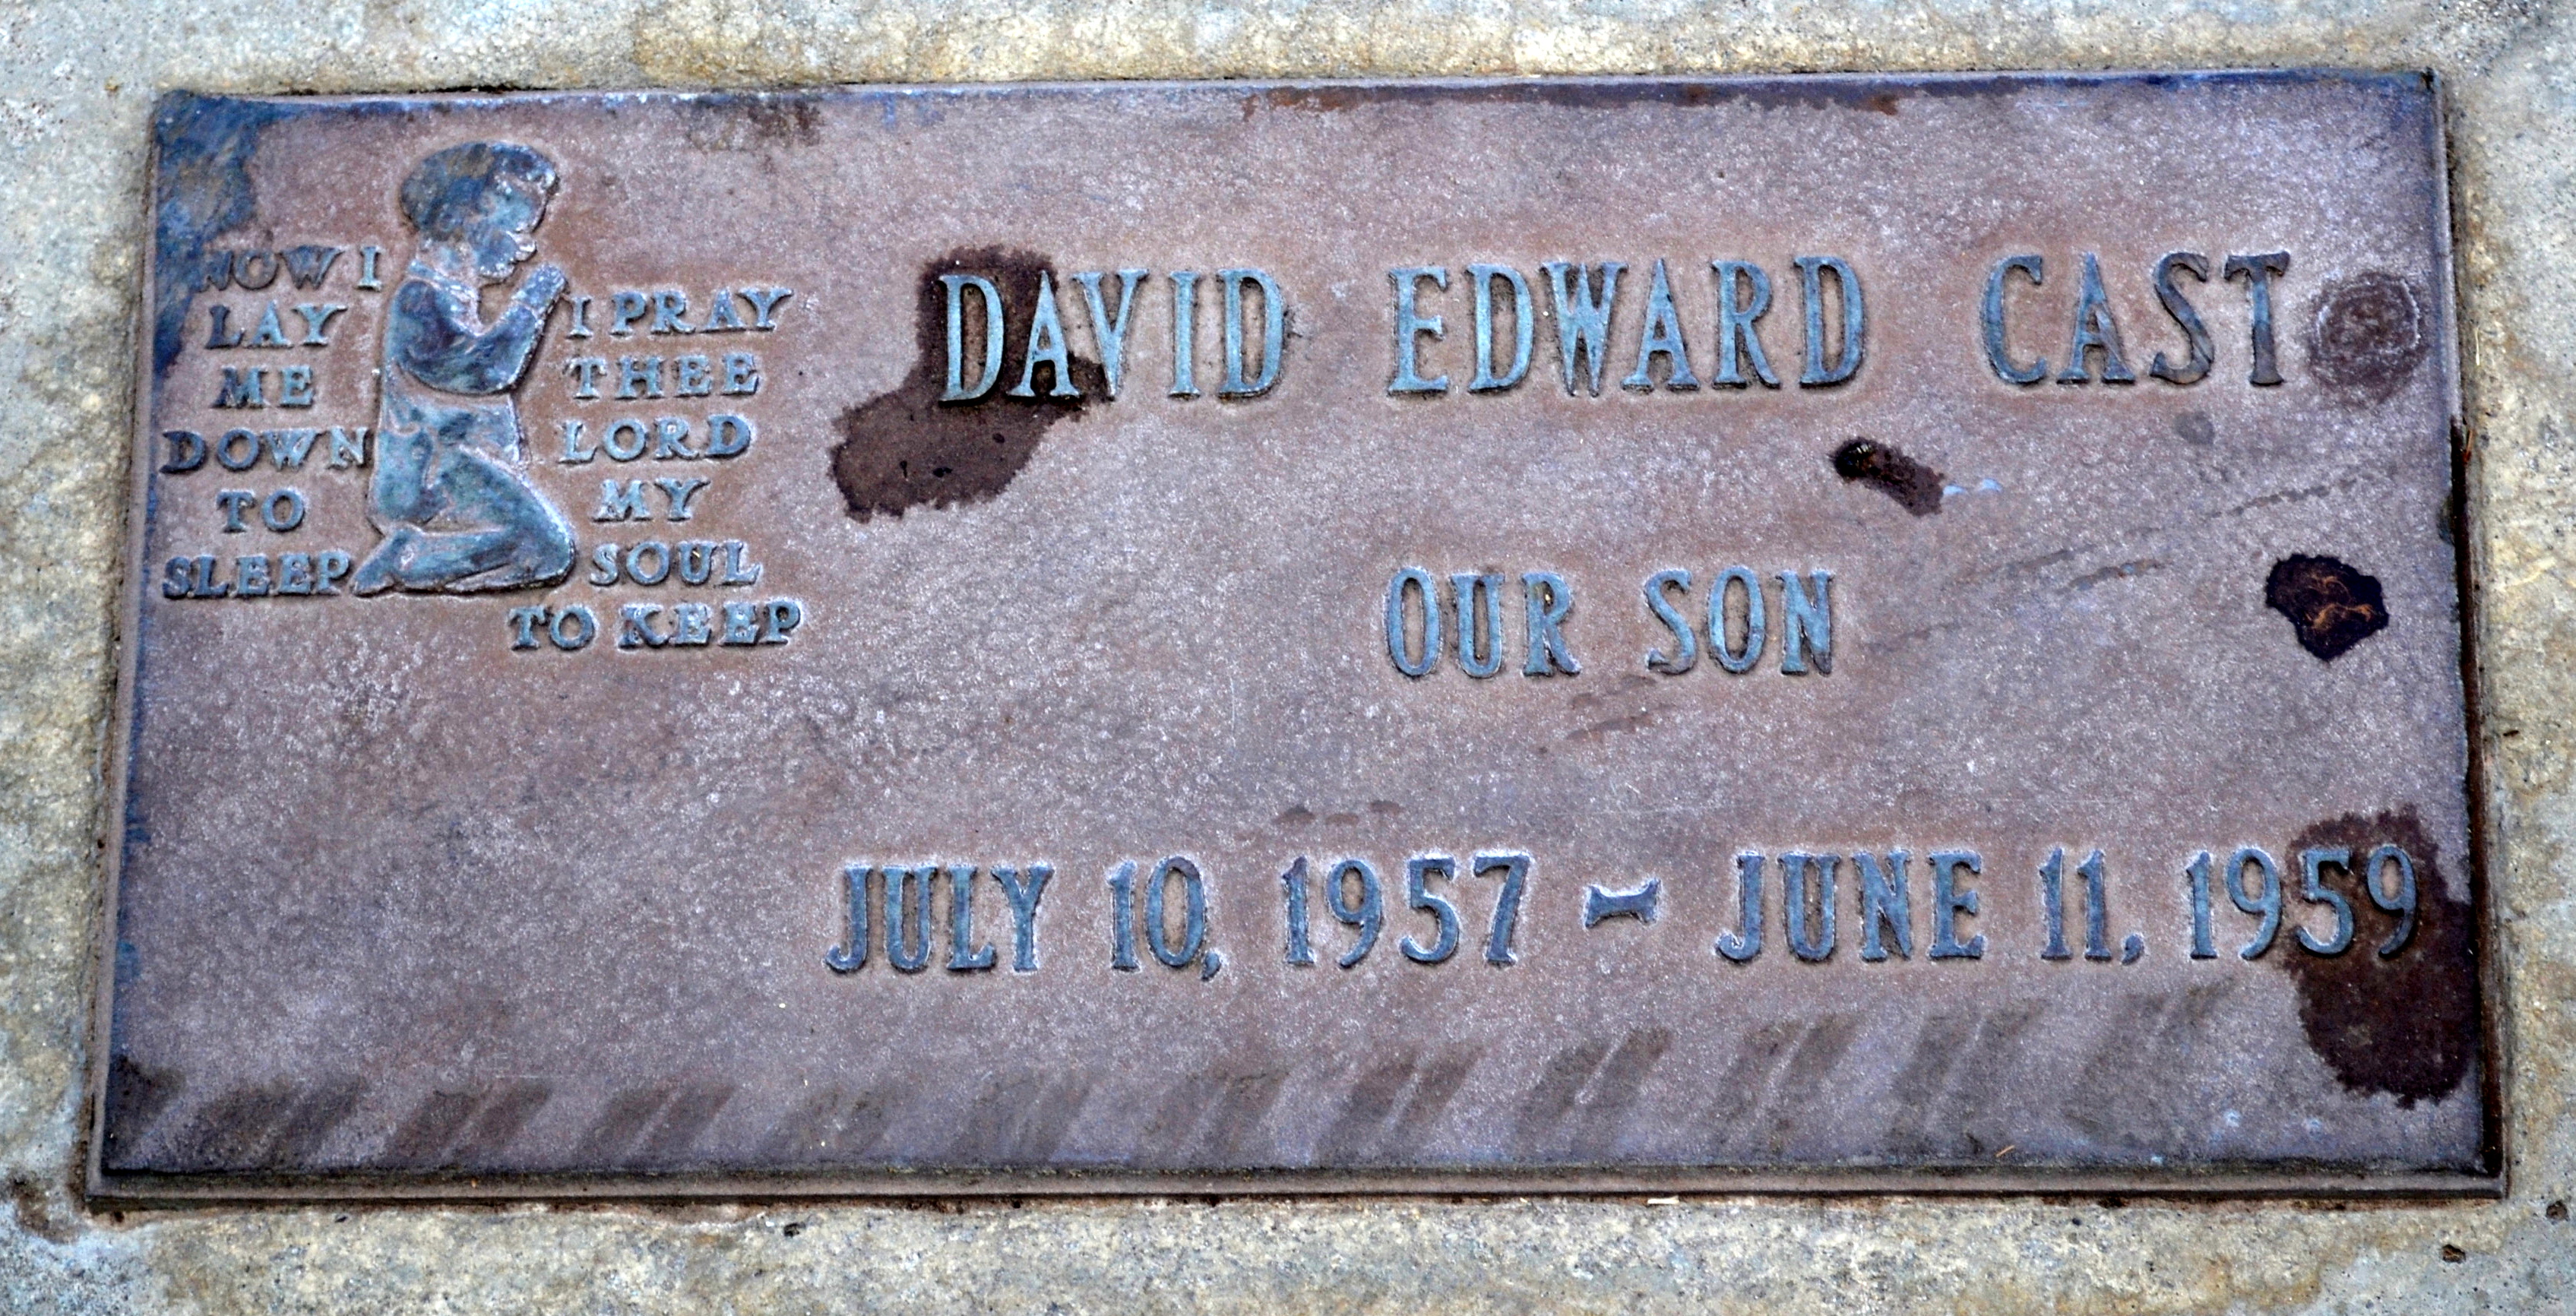 NOW I
LAY
ME
DOWN
TO
SLEEP
I PRAY
THEE
LORD
MY
SOUL
TO KEEP
DAVID EDWARD CAST
OUR SON
JULY 10, 1957 - JUNE 11, 1959